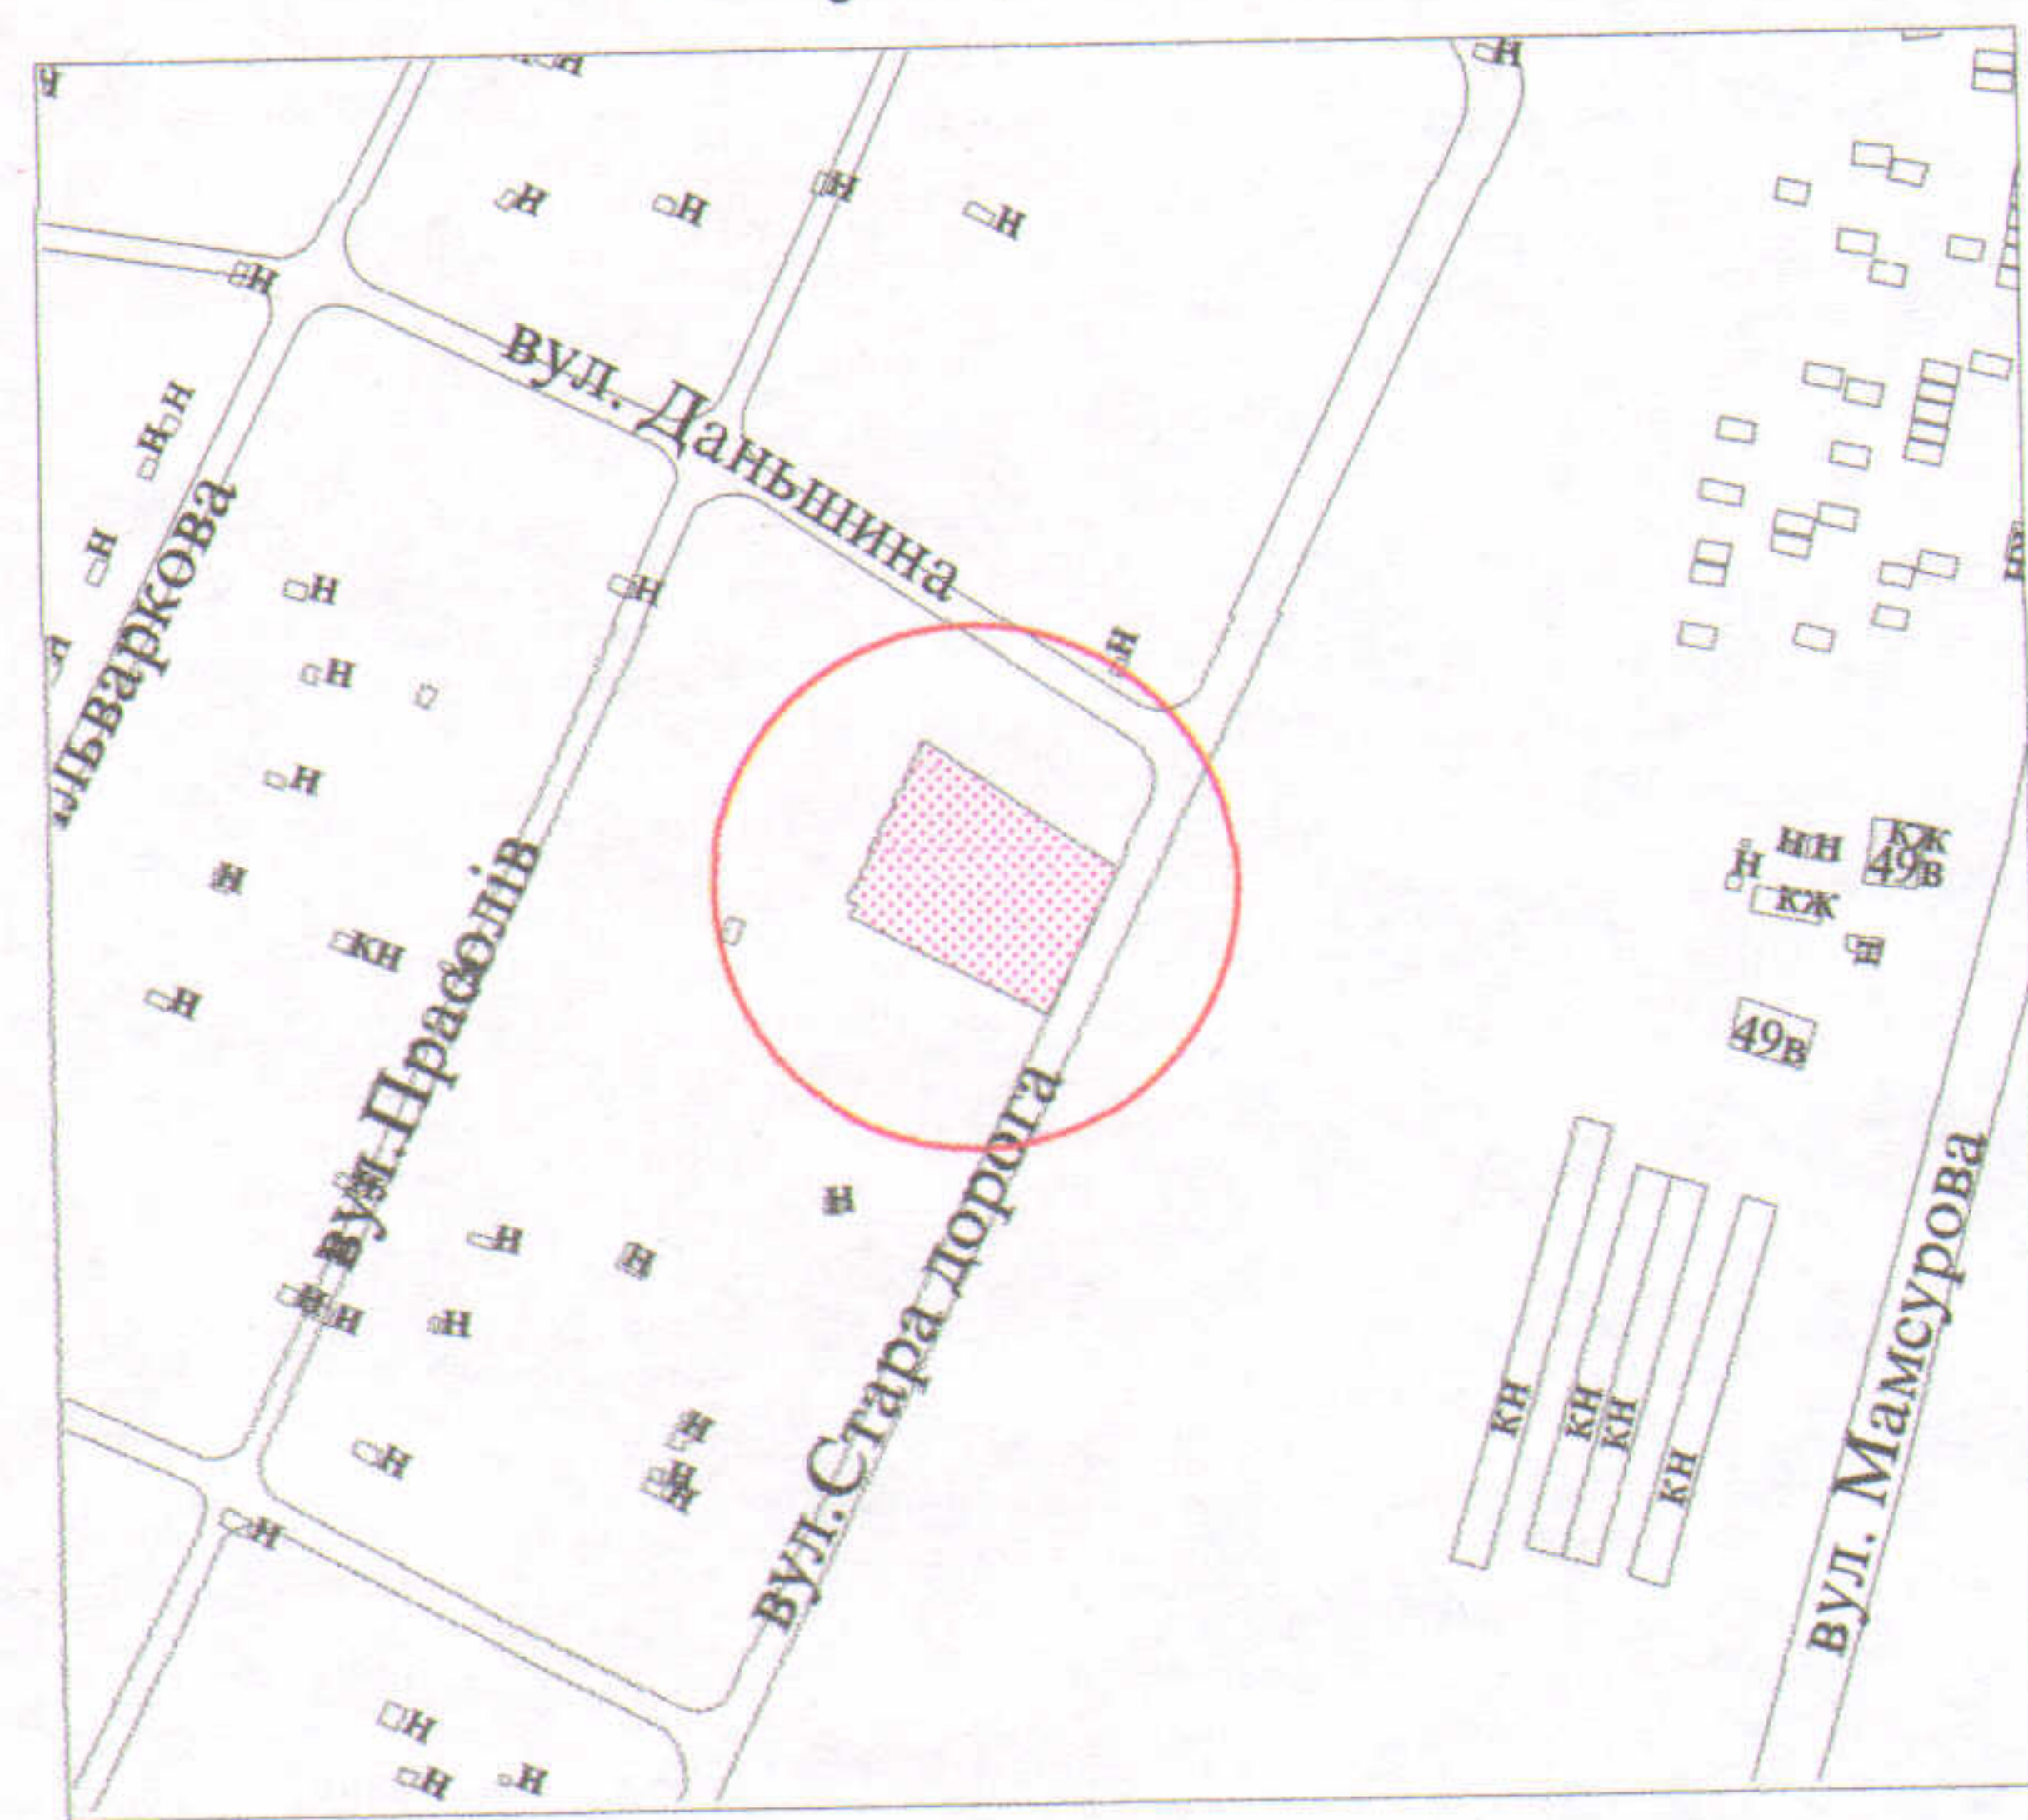 н
н
н
н
н
н
н
н
вул. Даньшина
н
н
н
льваркова
н
н
н
н
н
н
н
вул. Прасолів
кн
н
н н
кж
49в
н
кж
н
49в
вул. Стара дорога
н
н
н
н
н
н
кн
кн
кн
кн
вул. Мамсурова
н
н
н
н
н
н
н
н